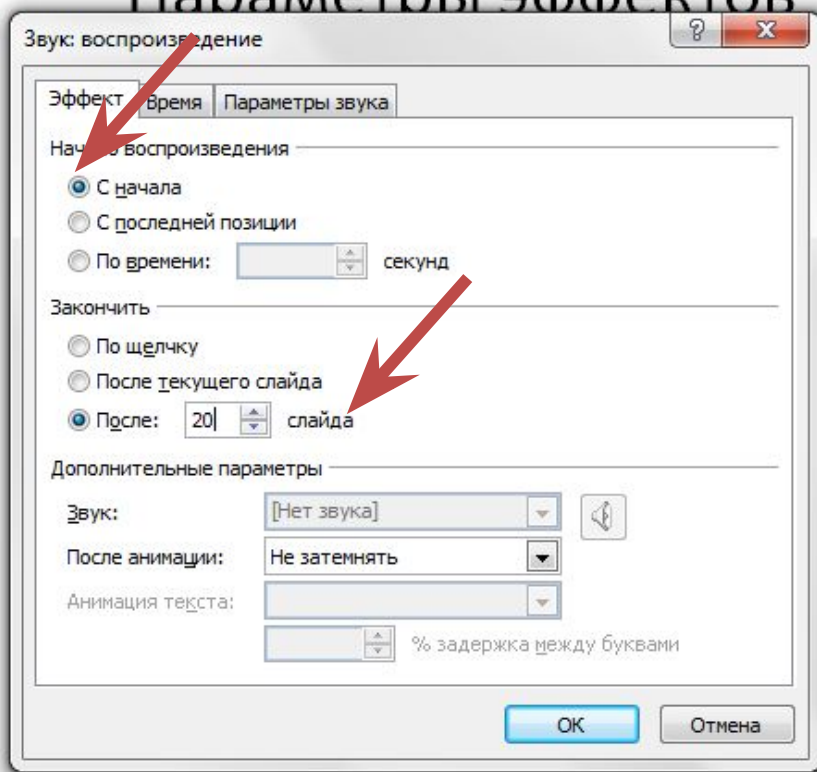 Параметры эффектов
Звук: воспроизведение
Эффект Время Параметры звука
Начало воспроизведения
С начала
С последней позиции
По времени: секунд
Закончить
По щелчку
После текущего слайда
После: 20 слайда
Дополнительные параметры
Звук: [Нет звука]
После анимации: Не затемнять
Анимация текста:
% задержка между буквами
ОК Отмена